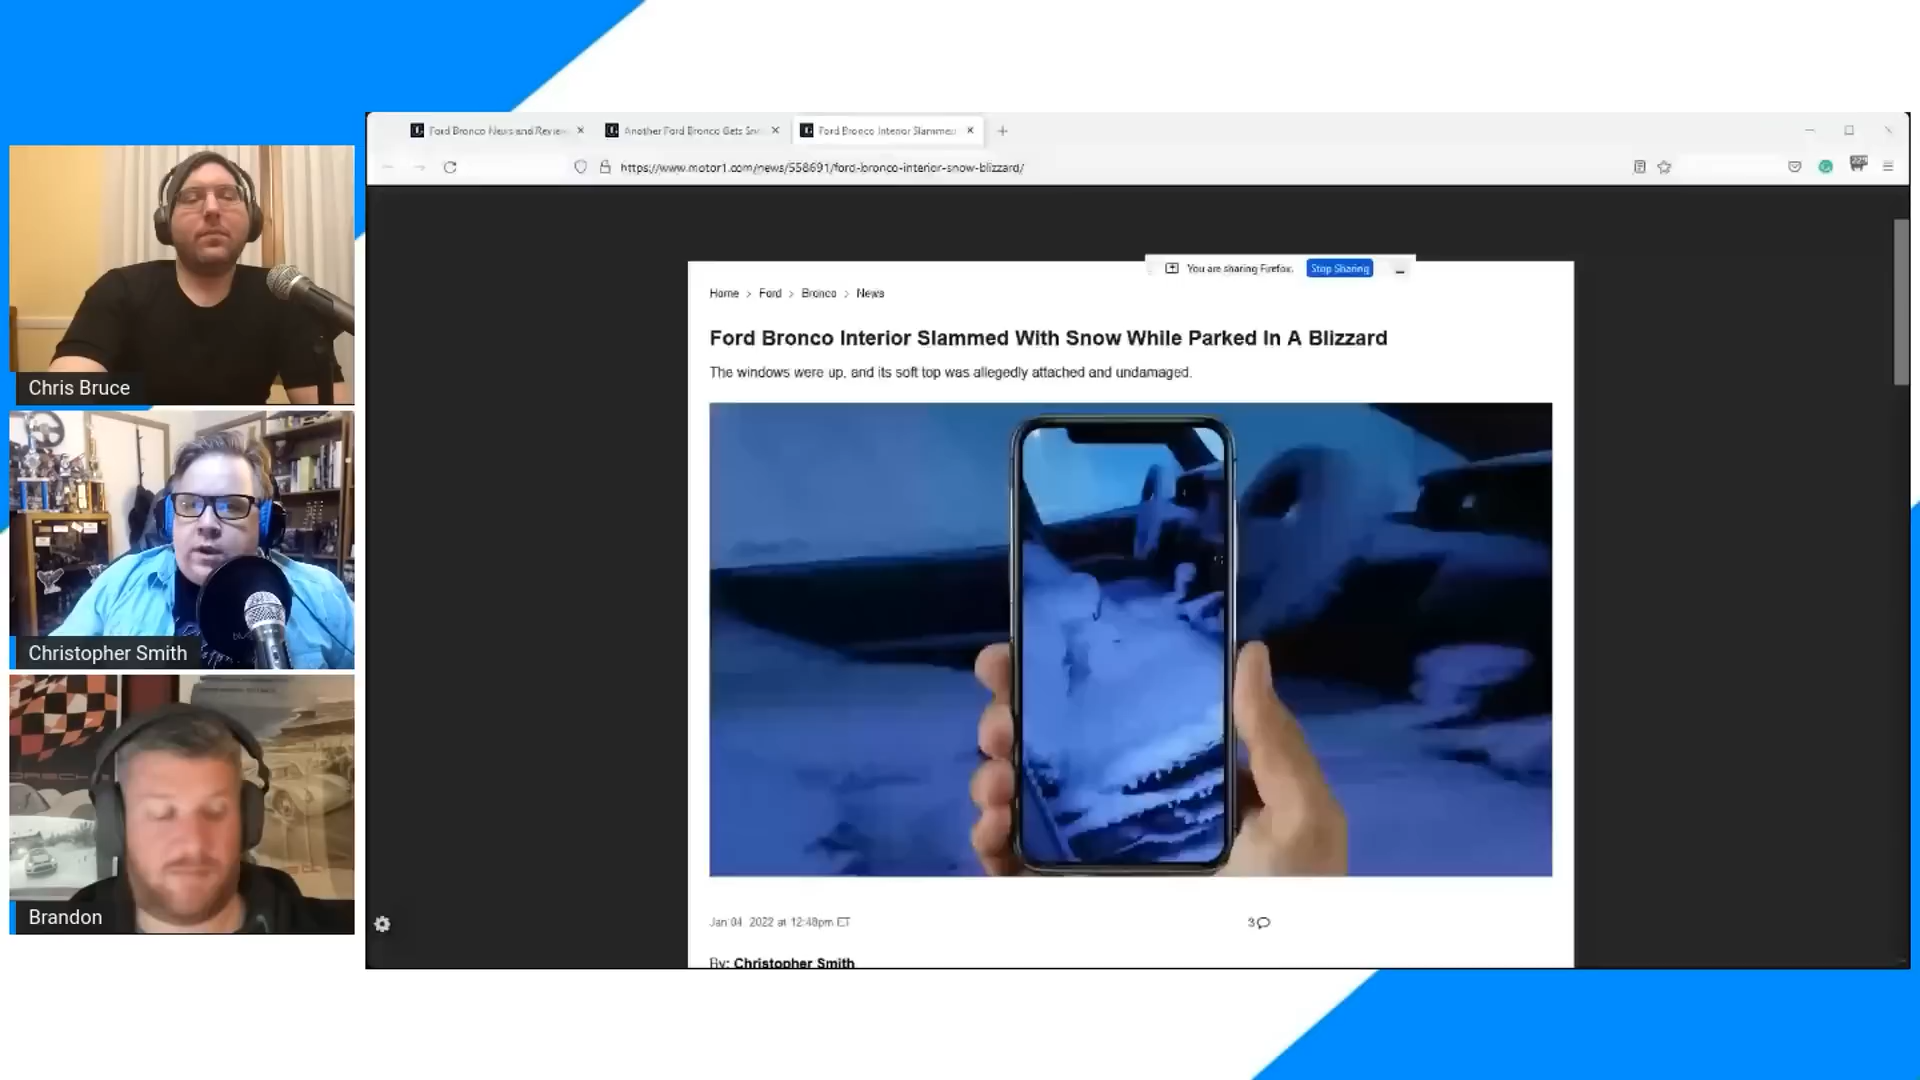 Ford Bronco News and Review
Another Ford Bronco Gets Sn
Ford Bronco Interior Slammed
https://www.motor1.com/news/558691/ford-bronco-interior-snow-blizzard/
You are sharing Firefox.
Stop Sharing
Home > Ford > Bronco > News
Ford Bronco Interior Slammed With Snow While Parked In A Blizzard
The windows were up, and its soft top was allegedly attached and undamaged.
Jan 04, 2022 at 12:48pm ET
3
By: Christopher Smith
Chris Bruce
Christopher Smith
PORSCHE
Brandon